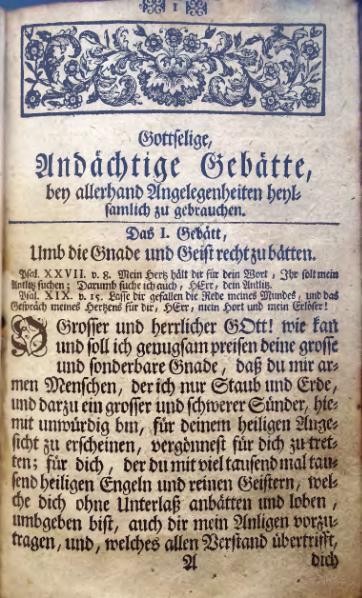 1
Gottselige,
Andächtige Gebätte,
bey allerhand Angelegenheiten heyl-
samlich zu gebrauchen.
Das I. Gebätt,
Umb die Gnade und Geist recht zu bätten.
Psal. XXVII. v. 8. Mein Hertz hält dir für dein Wort, Ihr solt mein
Antlitz suchen; Darumb suche ich auch, HErr, dein Antlitz.
Psal. XIX. v. 15. Lasse dir gefallen die Rede meines Mundes, und das
Gespräch meines Hertzens für dir, HErr, mein Hort und mein Erlöser!
O Grosser und herrlicher GOtt! wie kan
und soll ich genugsam preisen deine grosse
und sonderbare Gnade, daß du mir ar-
men Menschen, der ich nur Staub und Erde,
und darzu ein grosser und schwerer Sünder, hie-
mit unwürdig bin, für deinem heiligen Ange-
sicht zu erscheinen, vergönnest für dich zu tret-
ten; für dich, der du mit viel tausend mal tau-
send heiligen Engeln und reinen Geistern, wel-
che dich ohne Unterlaß anbätten und loben,
umbgeben bist, auch dir mein Anligen vorzu-
tragen, und, welches allen Verstand übertrifft,
A dich